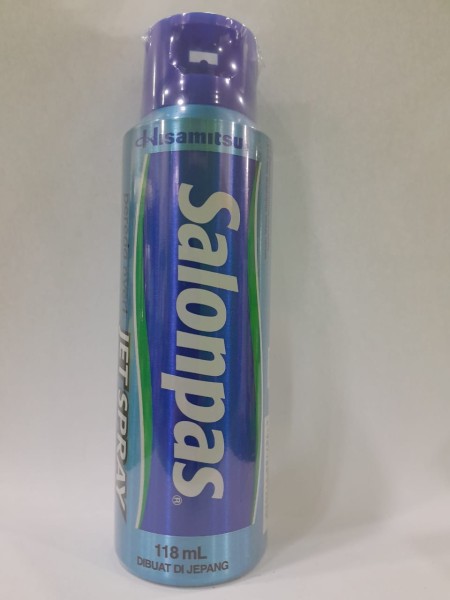 Hisamitsu
Salonpas®
JET SPRAY
118 mL
DIBUAT DI JEPANG